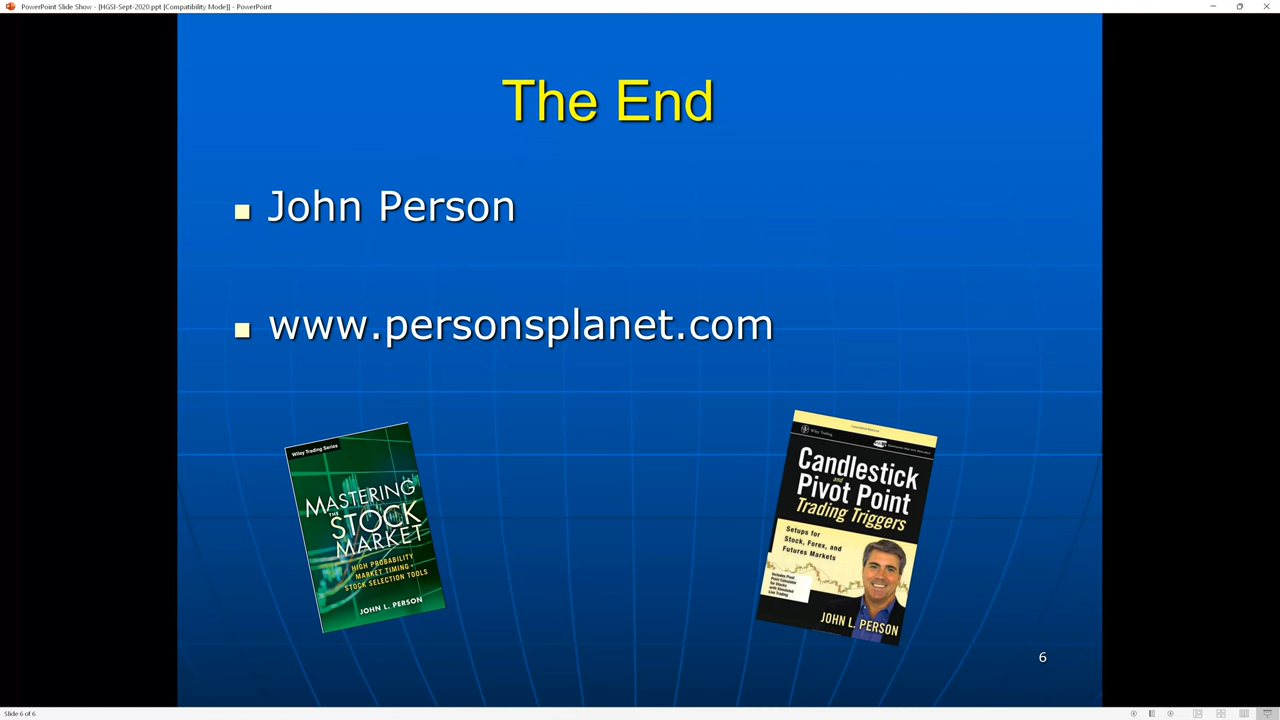 PowerPoint Slide Show - [HGSI-Sept-2020 ppt [Compatibility Mode]] - PowerPoint
The End
John Person
www.personsplanet.com
Wiley Trading Series
MASTERING
THE
STOCK
MARKET
HIGH PROBABILITY
MARKET TIMING +
STOCK SELECTION TOOLS
JOHN L. PERSON
Wiley Trading
Candlestick
and
Pivot Point
Trading Triggers
Setups for
Stock, Forex, and
Futures Markets
JOHN L. PERSON
6
Slide 6 of 6